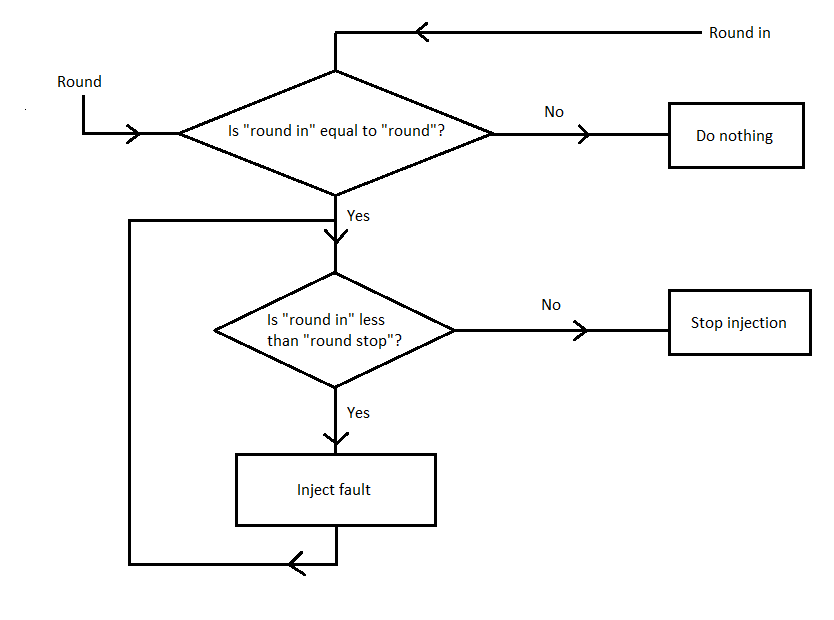 Round in
Round
Is "round in" equal to "round"?
No
Do nothing
Yes
Is "round in" less
than "round stop"?
No
Stop injection
Yes
Inject fault